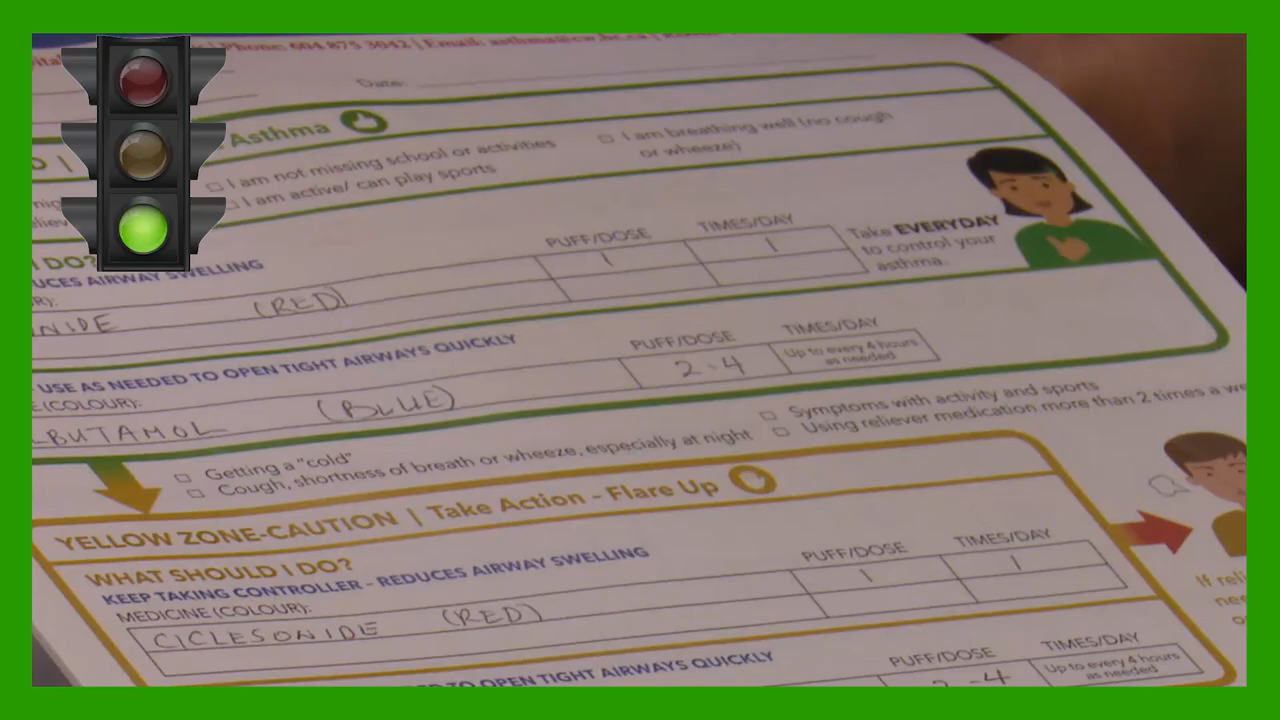 | Phone: 604 875 3042 | Email:
Date:
| Asthma
I am not missing school or activities
I am active/ can play sports
I am breathing well (no cough
or wheeze)
DO?
UCES AIRWAY SWELLING
PUFF/DOSE
TIMES/DAY
NIDE (RED) 1 1
Take EVERYDAY
to control your
asthma.
USE AS NEEDED TO OPEN TIGHT AIRWAYS QUICKLY
(COLOUR):
PUFF/DOSE
TIMES/DAY
LBUTAMOL (BLUE) 2-4
Up to every 4 hours
as needed
Getting a "cold"
Cough, shortness of breath or wheeze, especially at night
Symptoms with activity and sports
Using reliever medication more than 2 times a we
YELLOW ZONE-CAUTION | Take Action - Flare Up
WHAT SHOULD I DO?
KEEP TAKING CONTROLLER - REDUCES AIRWAY SWELLING
MEDICINE (COLOUR):
PUFF/DOSE
TIMES/DAY
CICLESONIDE (RED) 1 1
If reli
nee
TO OPEN TIGHT AIRWAYS QUICKLY
PUFF/DOSE
TIMES/DAY
2-4
Up to every 4 hours
as needed